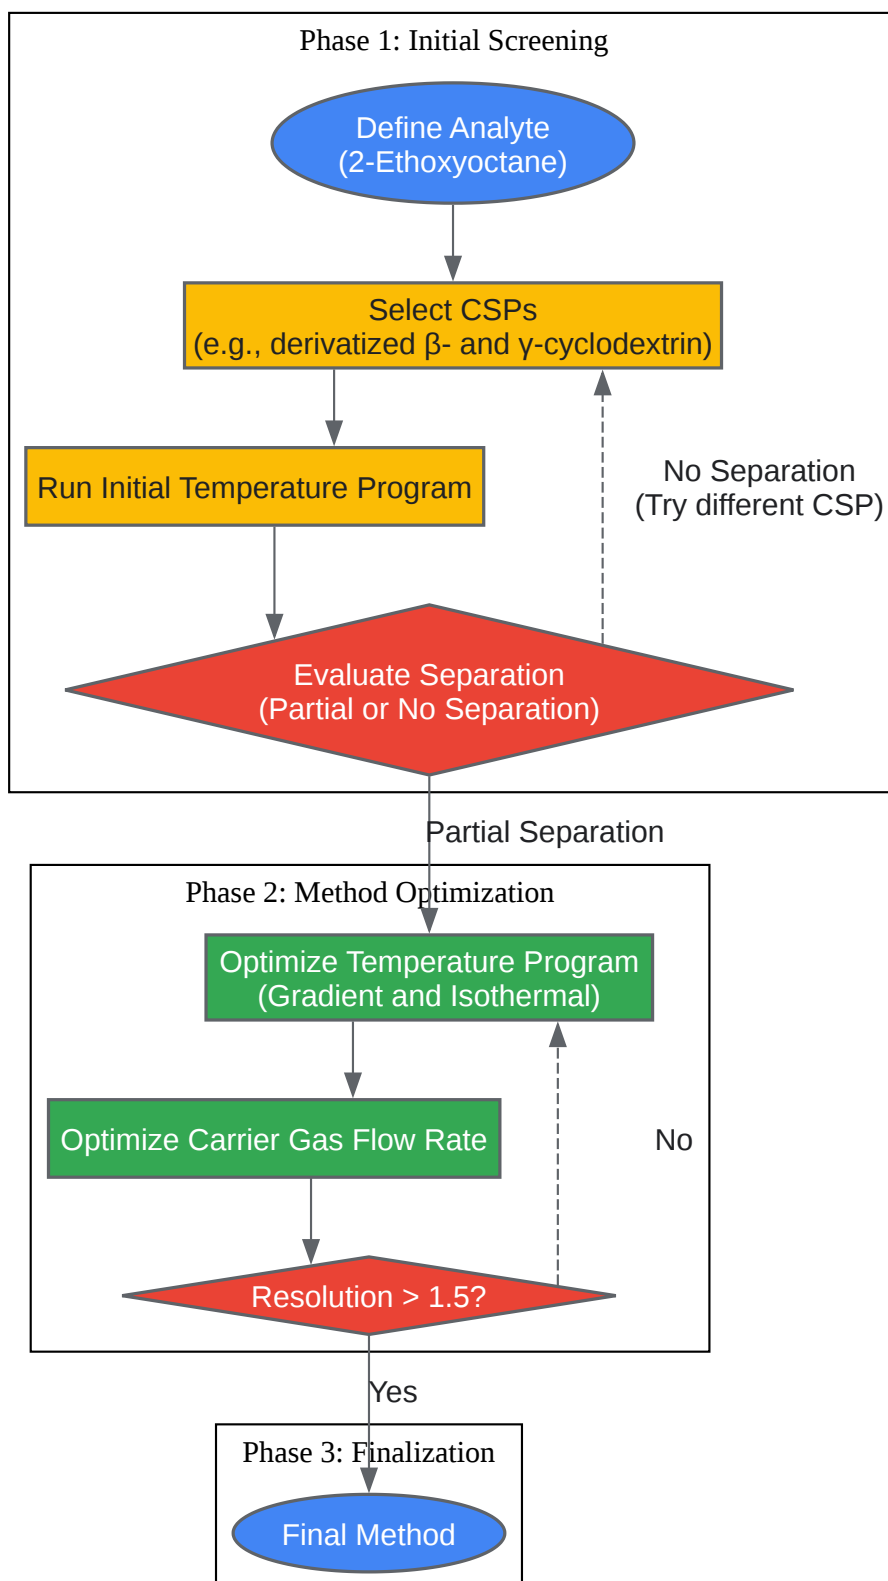 Phase 1: Initial Screening
Define Analyte
(2-Ethoxyoctane)
Select CSPs
(e.g., derivatized β- and γ-cyclodextrin)
Run Initial Temperature Program
No Separation
(Try different CSP)
Evaluate Separation
(Partial or No Separation)
Partial Separation
Phase 2: Method Optimization
Optimize Temperature Program
(Gradient and Isothermal)
Optimize Carrier Gas Flow Rate
No
Resolution > 1.5?
Yes
Phase 3: Finalization
Final Method